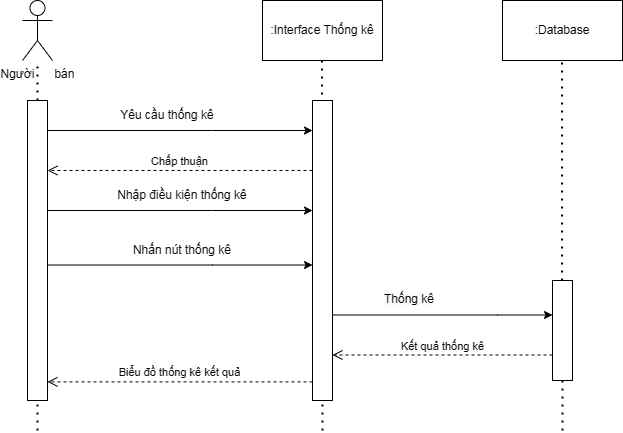 :Interface Thống kê
:Database
Người bán
Yêu cầu thống kê
Chấp thuận
Nhập điều kiện thống kê
Nhấn nút thống kê
Thống kê
Kết quả thống kê
Biểu đồ thống kê kết quả